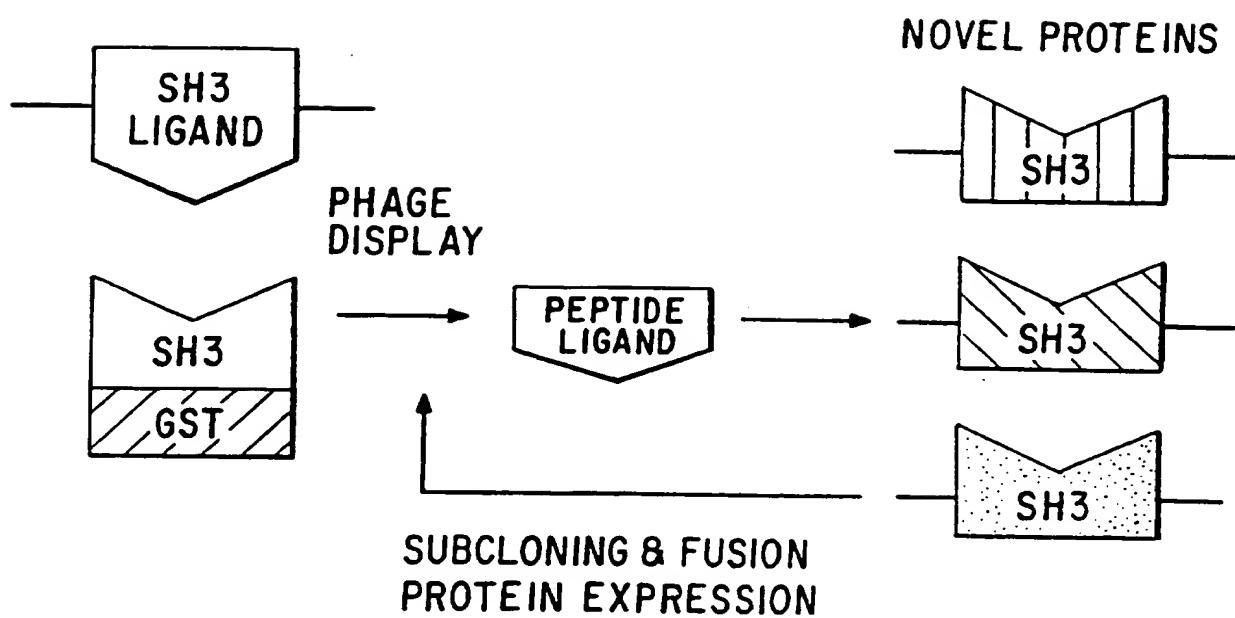 SH3
LIGAND
SH3
GST
PHAGE
DISPLAY
PEPTIDE
LIGAND
SUBCLONING & FUSION
PROTEIN EXPRESSION
NOVEL PROTEINS
SH3
SH3
SH3